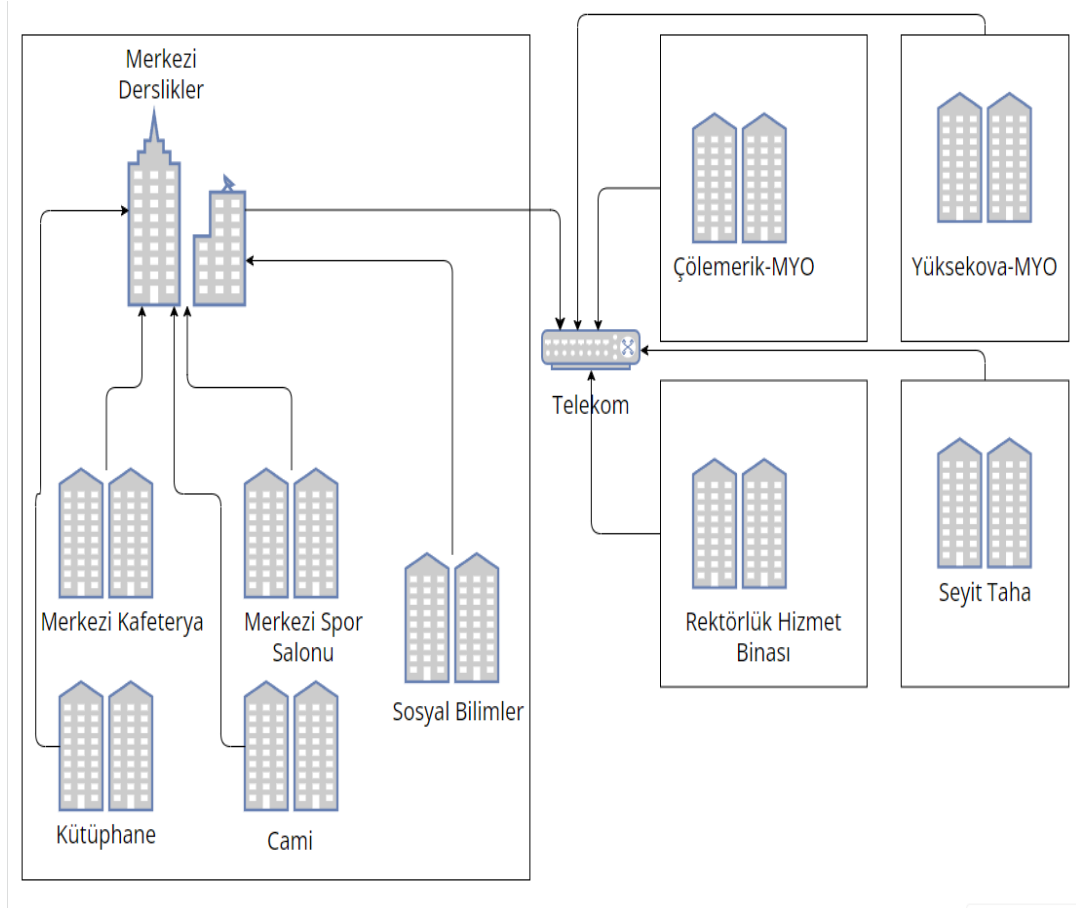 Merkezi
Derslikler
Çölemerik-MYO
Yüksekova-MYO
Telekom
Merkezi Kafeterya
Merkezi Spor
Salonu
Sosyal Bilimler
Kütüphane
Cami
Rektörlük Hizmet
Binası
Seyit Taha